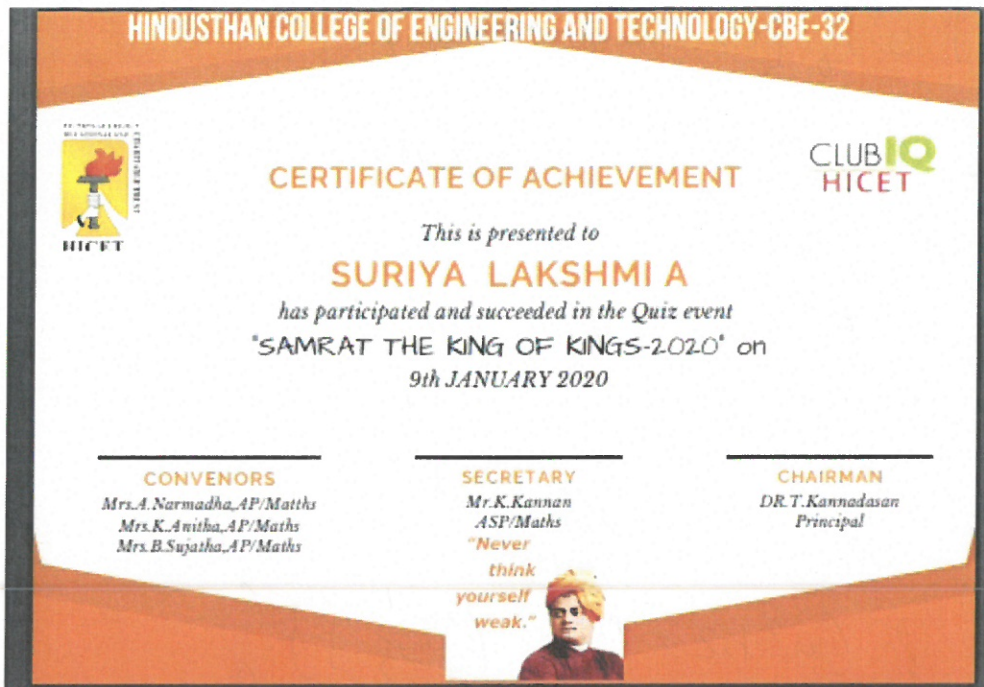 HINDUSTHAN COLLEGE OF ENGINEERING AND TECHNOLOGY-CBE-32
HICET
CLUB IQ
HICET
CERTIFICATE OF ACHIEVEMENT
This is presented to
SURIYA LAKSHMI A
has participated and succeeded in the Quiz event
"SAMRAT THE KING OF KINGS-2020" on
9th JANUARY 2020
CONVENORS
Mrs.A.Narmadha,AP/Matths
Mrs.K.Anitha,AP/Maths
Mrs.B.Sujatha,AP/Maths
SECRETARY
Mr.K.Kannan
ASP/Maths
CHAIRMAN
DR.T.Kannadasan
Principal
"Never
think
yourself
weak."